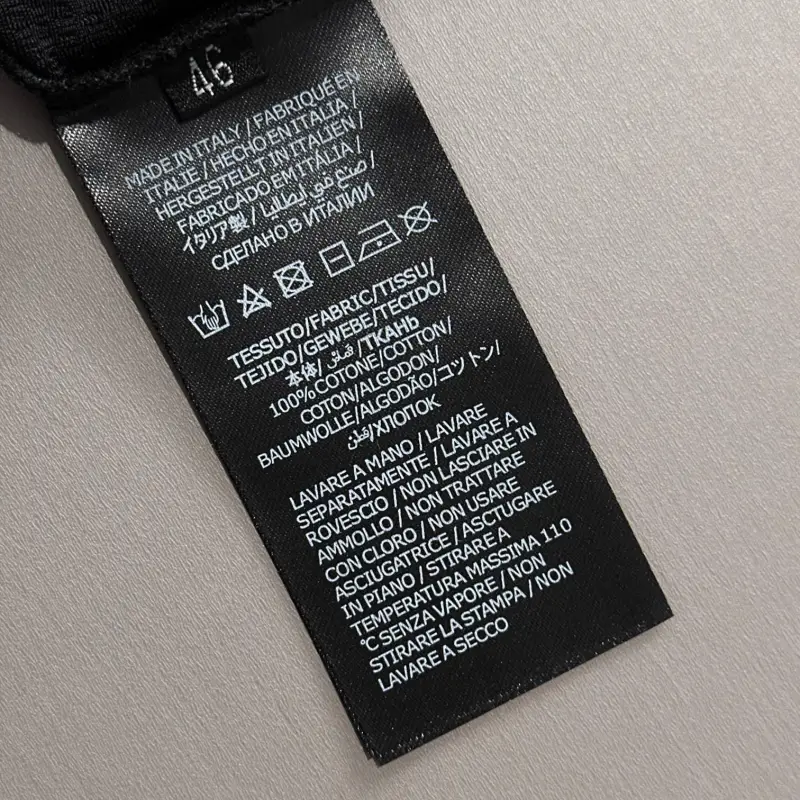 46
MADE IN ITALY / FABRIQUÉ EN
ITALIE / HECHO EN ITALIA /
HERGESTELLT IN ITALIEN /
FABRICADO EM ITÁLIA /
イタリア製 / صنع في إيطاليا /
СДЕЛАНО В ИТАЛИИ
TESSUTO/FABRIC/TISSU/
TEJIDO/GEWEBE/TECIDO/
本体/ قماش /ТКАНЬ
100%COTONE/COTTON/
COTON/ALGODON/
BAUMWOLLE/ALGODÃO/コットン/
قطن/ХЛОПОК
LAVARE A MANO / LAVARE
SEPARATAMENTE / LAVARE A
ROVESCIO / NON LASCIARE IN
AMMOLLO / NON TRATTARE
CON CLORO / NON USARE
ASCIUGATRICE / ASCTUGARE
IN PIANO / STIRARE A
TEMPERATURA MASSIMA 110
°C SENZA VAPORE / NON
STIRARE LA STAMPA / NON
LAVARE A SECCO